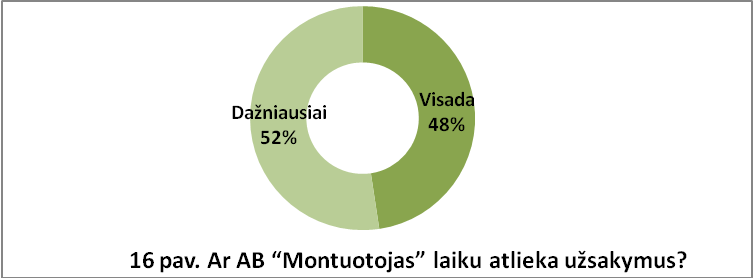 Dažniausiai
52%
Visada
48%
16 pav. Ar AB “Montuotojas” laiku atlieka užsakymus?